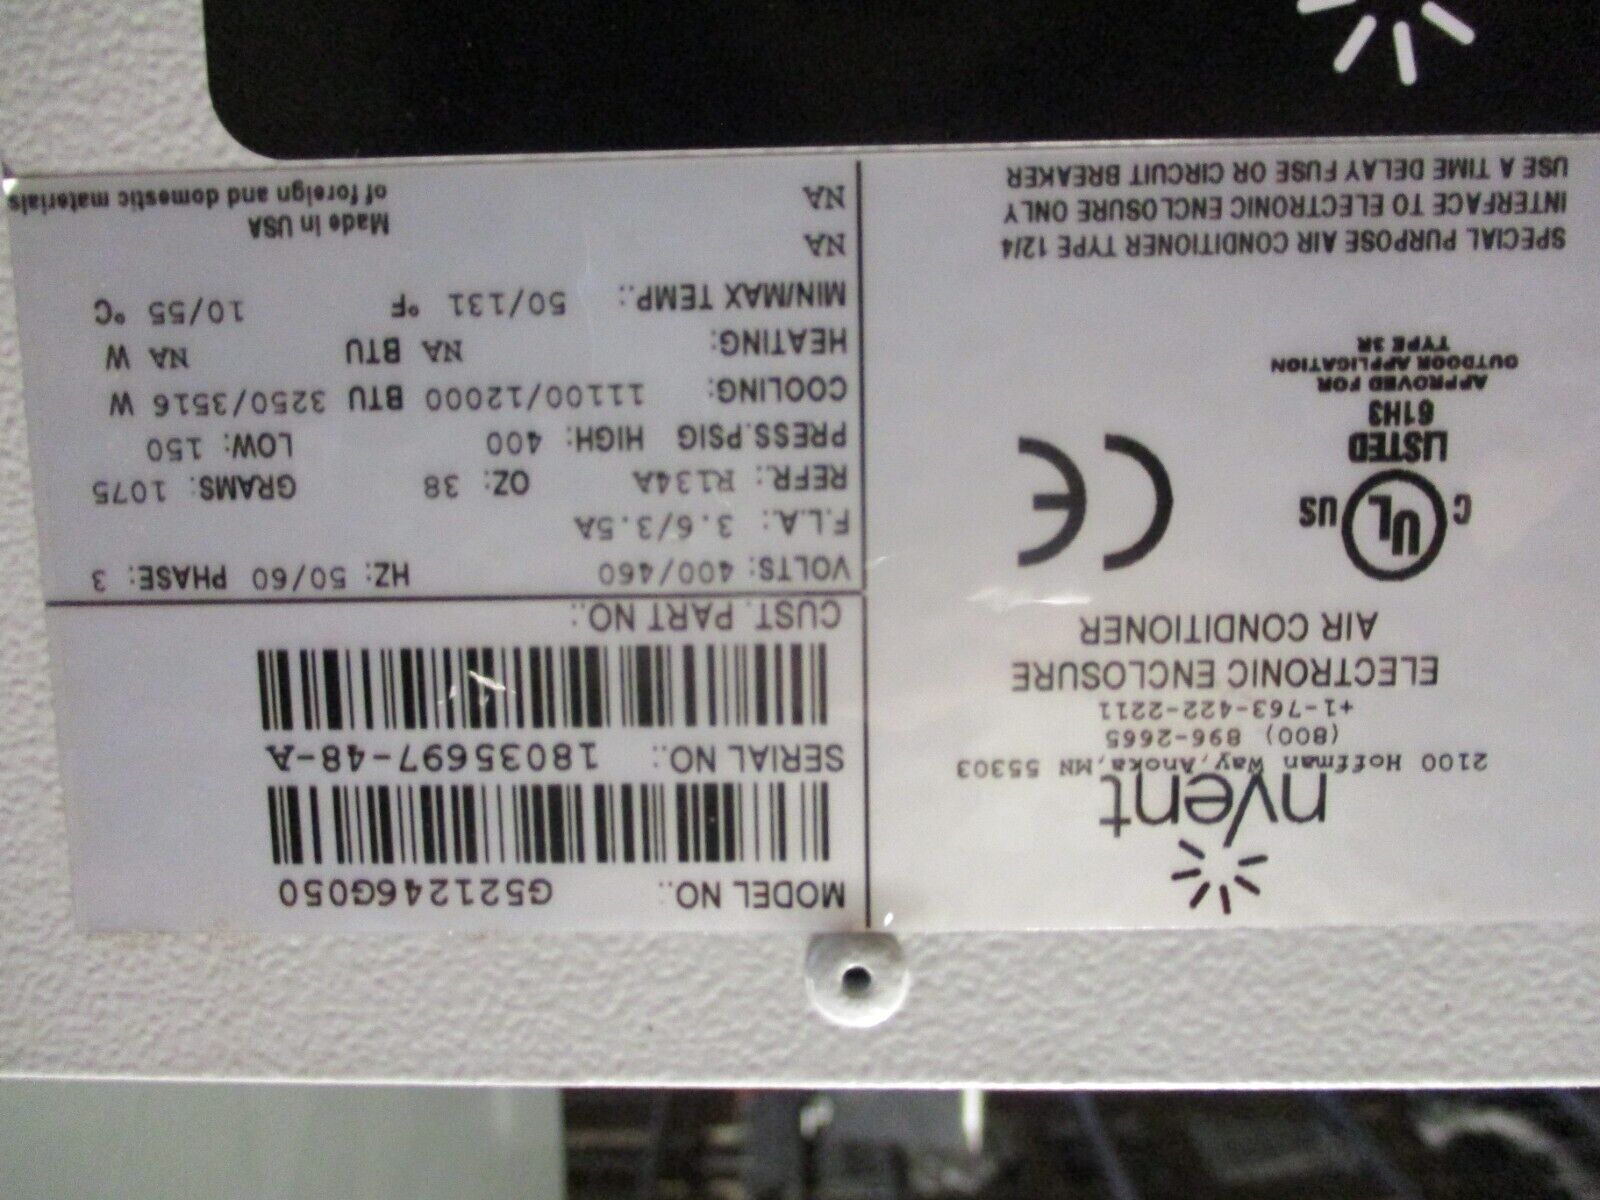 nVent
2100 Hoffman Way, Anoka, MN 55303
(800) 896-2665
+1-763-422-2211
ELECTRONIC ENCLOSURE
AIR CONDITIONER
C UL US
LISTED
61H3
APPROVED FOR
OUTDOOR APPLICATION
TYPE 3R
CE
SPECIAL PURPOSE AIR CONDITIONER TYPE 12/4
INTERFACE TO ELECTRONIC ENCLOSURE ONLY
USE A TIME DELAY FUSE OR CIRCUIT BREAKER
MODEL NO.: G521246G050
SERIAL NO.: 18035697-48-A
CUST. PART NO.:
VOLTS: 400/460 HZ: 50/60 PHASE: 3
F.L.A.: 3.6/3.5A
REFR: R134A OZ: 38 GRAMS: 1075
PRESS.PSIG HIGH: 400 LOW: 150
COOLING: 11100/12000 BTU 3250/3516 W
HEATING: NA BTU NA W
MIN/MAX TEMP.: 50/131 °F 10/55 °C
NA
NA
Made in USA
of foreign and domestic materials